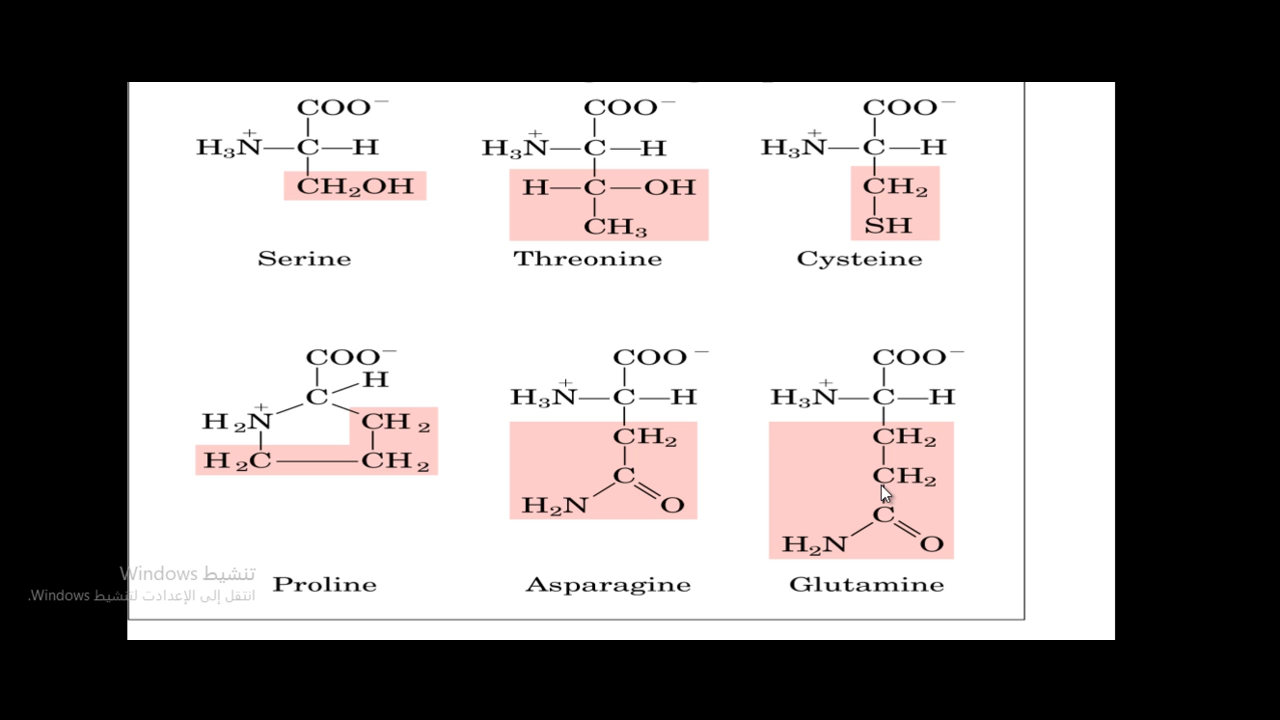 COO⁻ COO⁻ COO⁻
H₃N⁺—C—H H₃N⁺—C—H H₃N⁺—C—H
CH₂OH H—C—OH CH₂
CH₃ SH
Serine Threonine Cysteine
COO⁻ COO⁻ COO⁻
H
C H₃N⁺—C—H H₃N⁺—C—H
H₂N⁺ CH₂ CH₂ CH₂
H₂C—CH₂ C CH₂
H₂N O C
H₂N O
Proline Asparagine Glutamine
تنشيط Windows
انتقل إلى الإعدادت لتنشيط Windows.